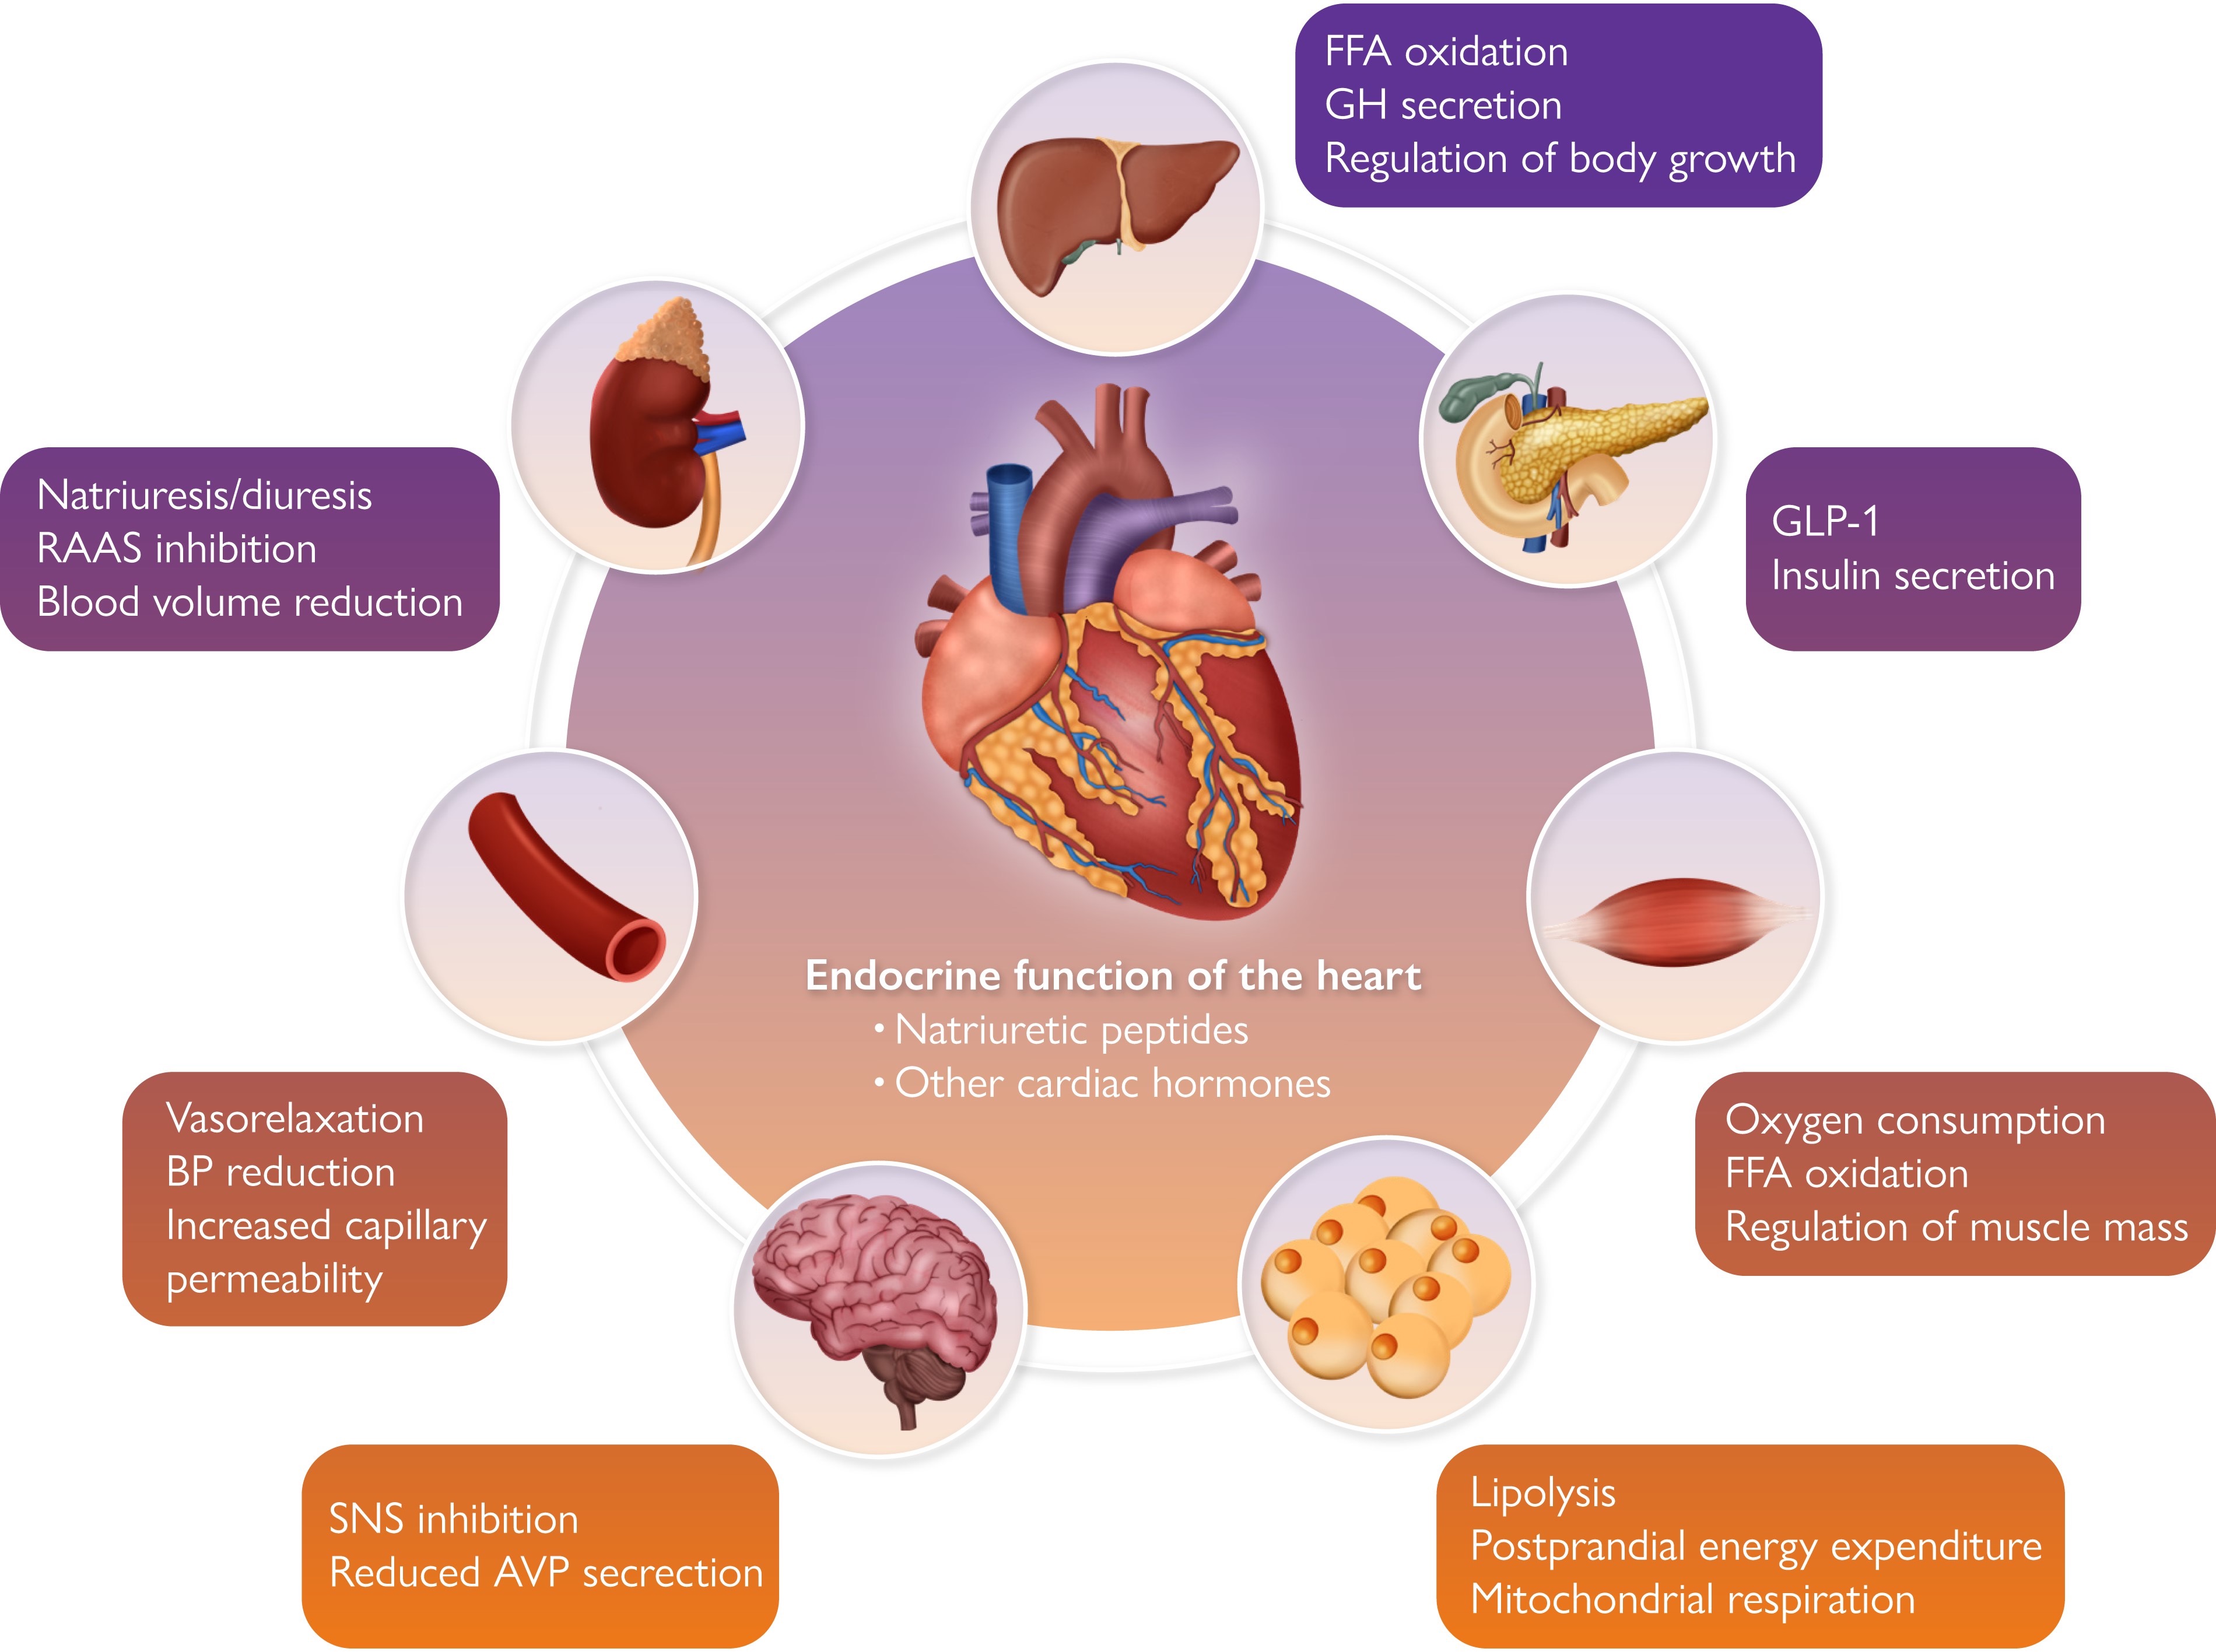 FFA oxidation
GH secretion
Regulation of body growth
Natriuresis/diuresis
RAAS inhibition
Blood volume reduction
GLP-1
Insulin secretion
Endocrine function of the heart
• Natriuretic peptides
• Other cardiac hormones
Vasorelaxation
BP reduction
Increased capillary
permeability
Oxygen consumption
FFA oxidation
Regulation of muscle mass
SNS inhibition
Reduced AVP secrection
Lipolysis
Postprandial energy expenditure
Mitochondrial respiration